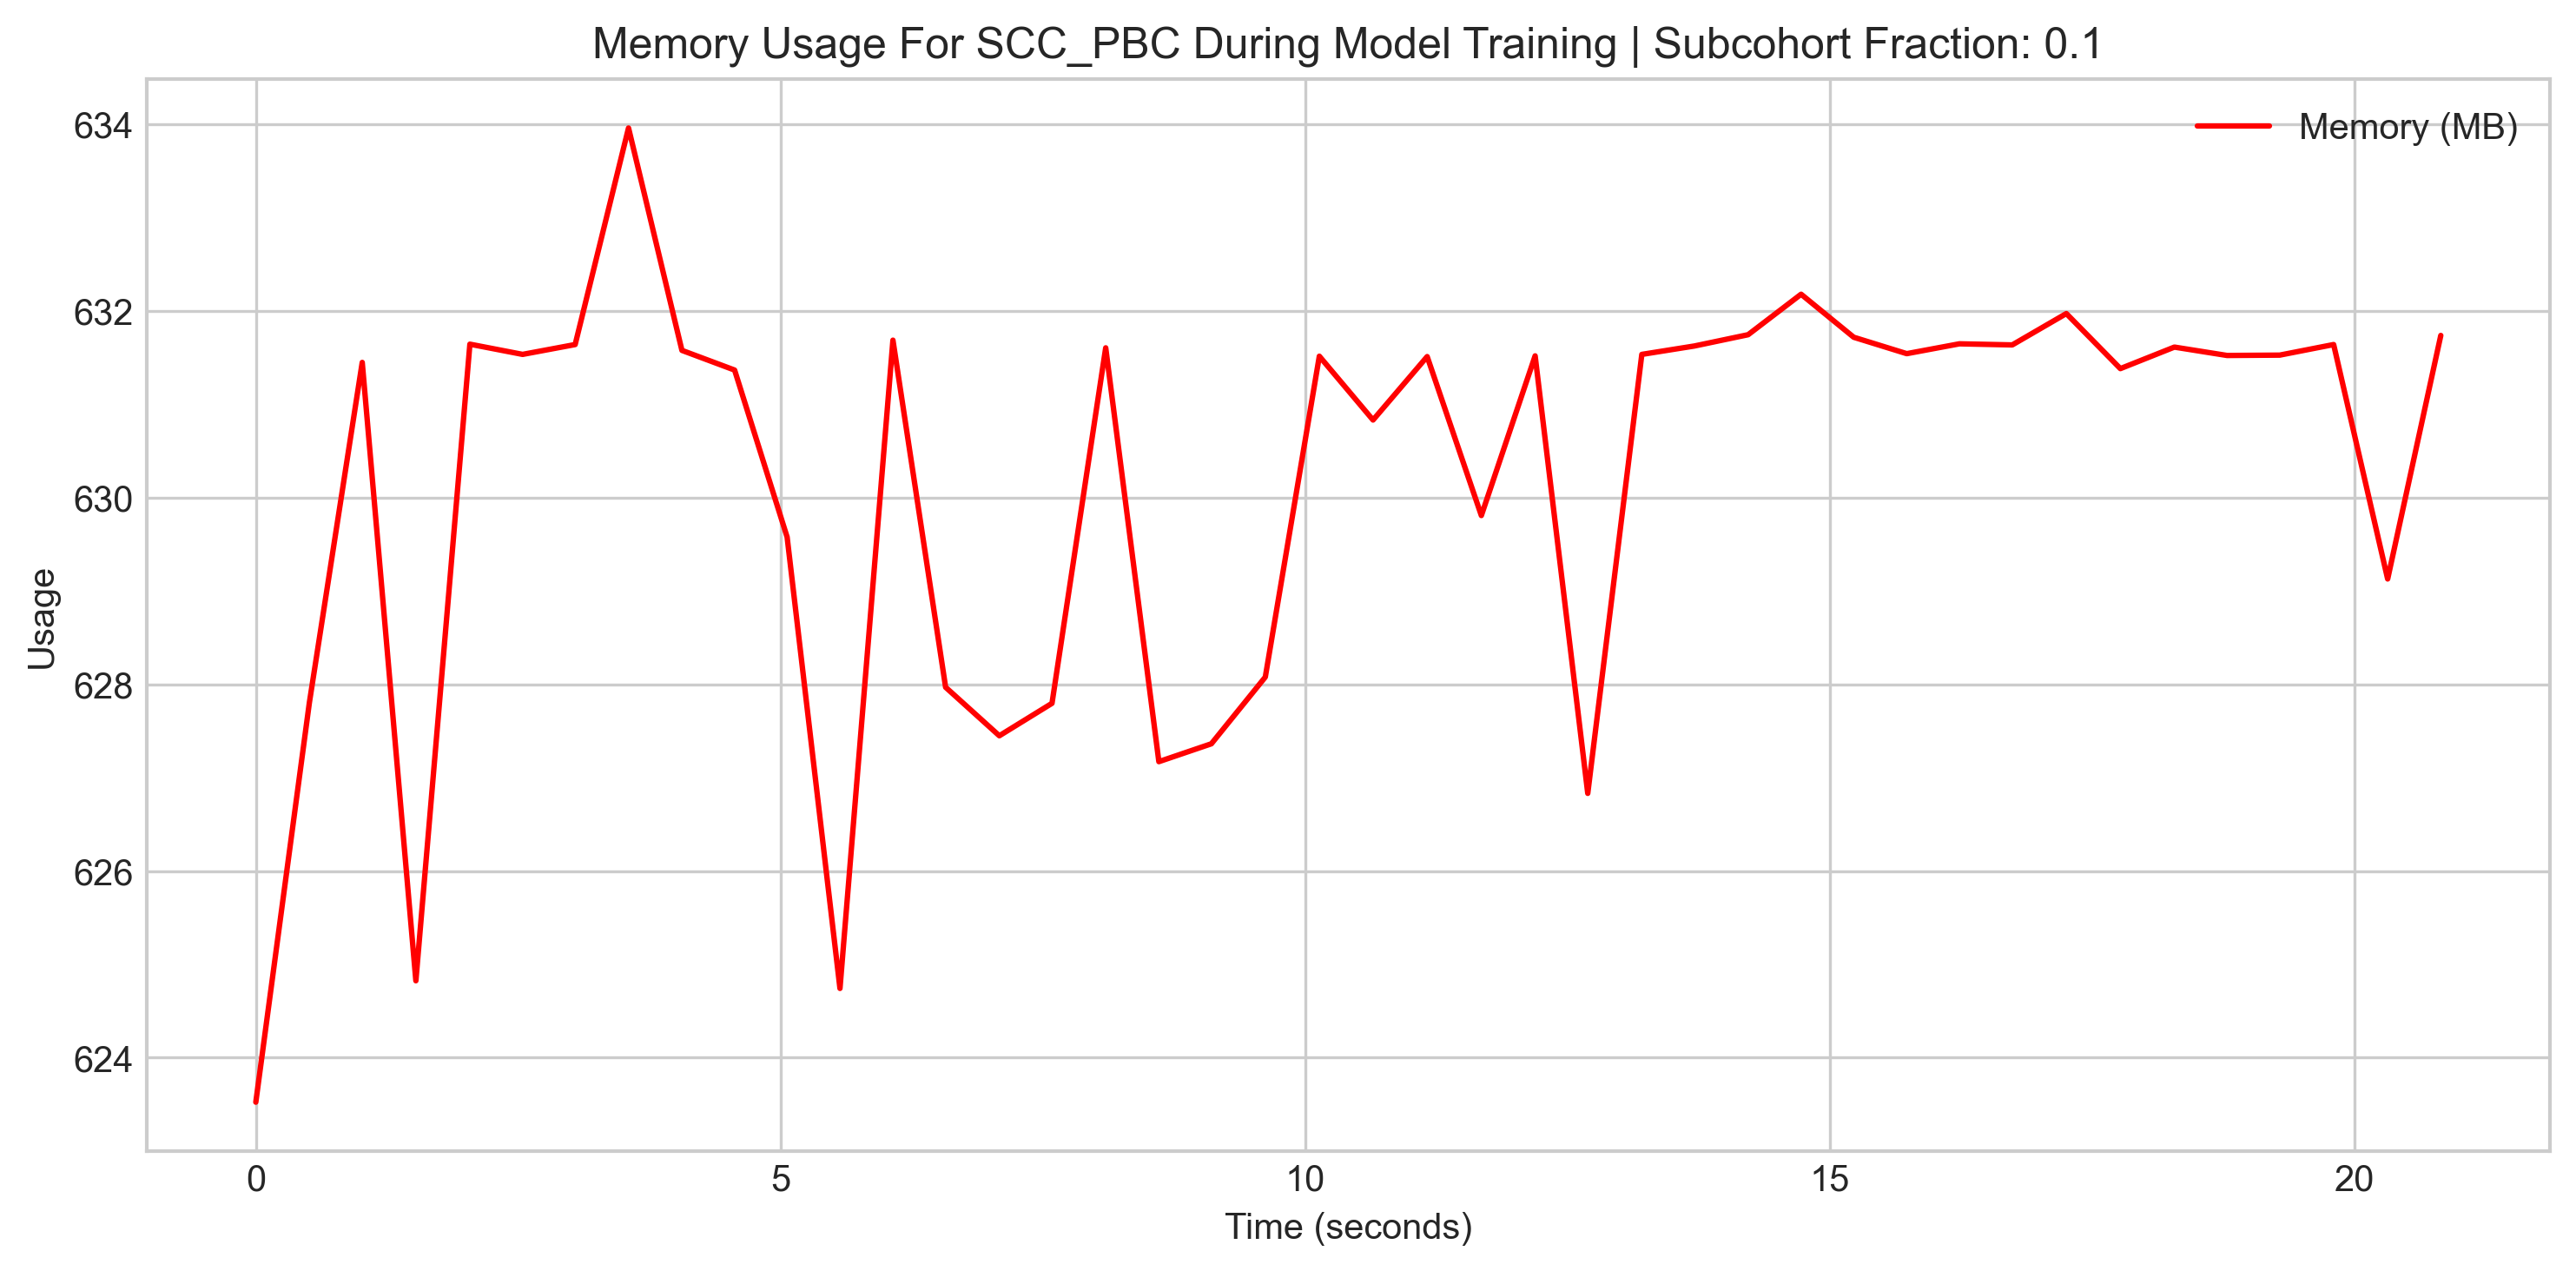 Memory Usage For SCC_PBC During Model Training | Subcohort Fraction: 0.1
Memory (MB)
634
632
630
628
626
624
Usage
0 5 10 15 20
Time (seconds)